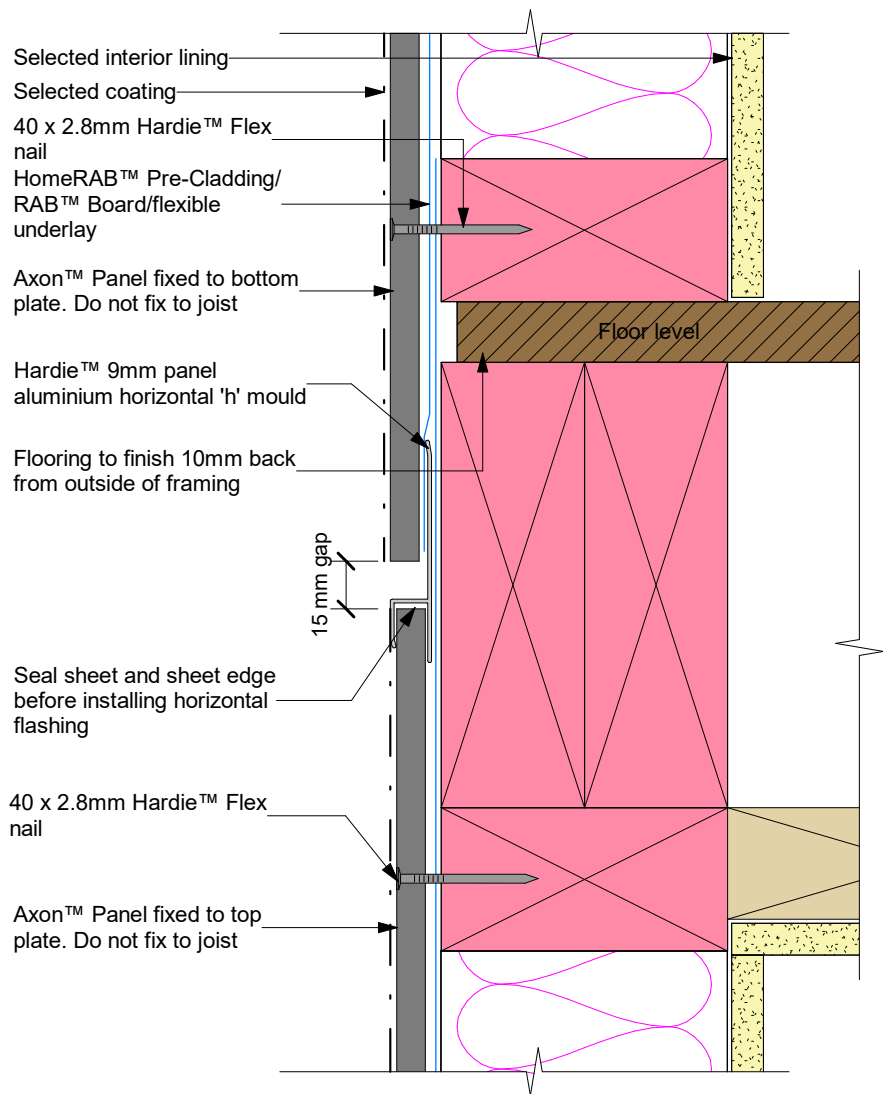 Selected interior lining
Selected coating
40 x 2.8mm Hardie™ Flex
nail
HomeRAB™ Pre-Cladding/
RAB™ Board/flexible
underlay
Axon™ Panel fixed to bottom
plate. Do not fix to joist
Floor level
Hardie™ 9mm panel
aluminium horizontal 'h' mould
Flooring to finish 10mm back
from outside of framing
15 mm gap
Seal sheet and sheet edge
before installing horizontal
flashing
40 x 2.8mm Hardie™ Flex
nail
Axon™ Panel fixed to top
plate. Do not fix to joist